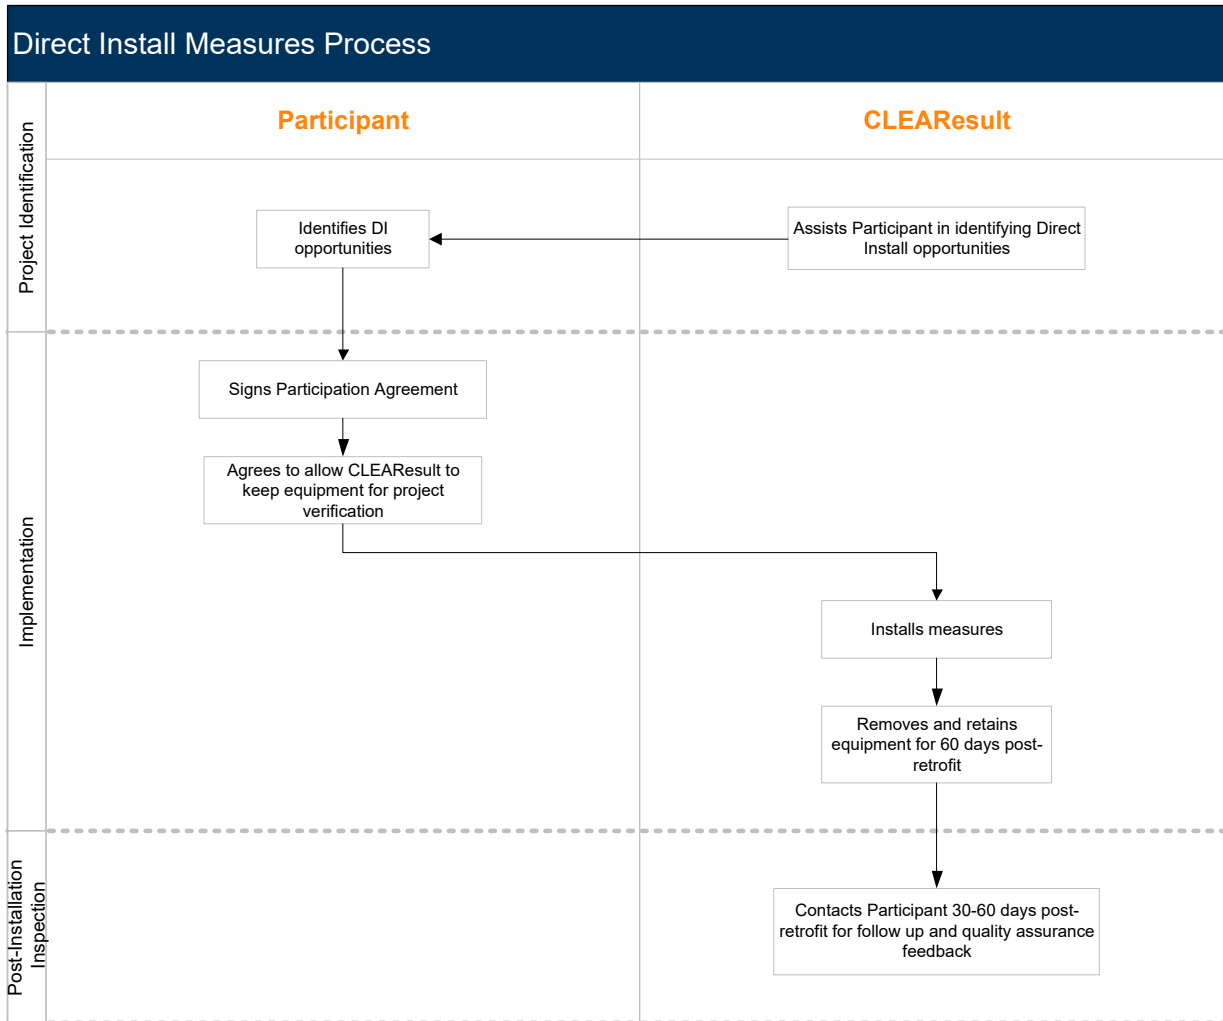 Direct Install Measures Process
Participant
CLEAResult
Project Identification
Identifies DI
opportunities
Assists Participant in identifying Direct
Install opportunities
Implementation
Signs Participation Agreement
Agrees to allow CLEAResult to
keep equipment for project
verification
Installs measures
Removes and retains
equipment for 60 days post-
retrofit
Post-Installation
Inspection
Contacts Participant 30-60 days post-
retrofit for follow up and quality assurance
feedback